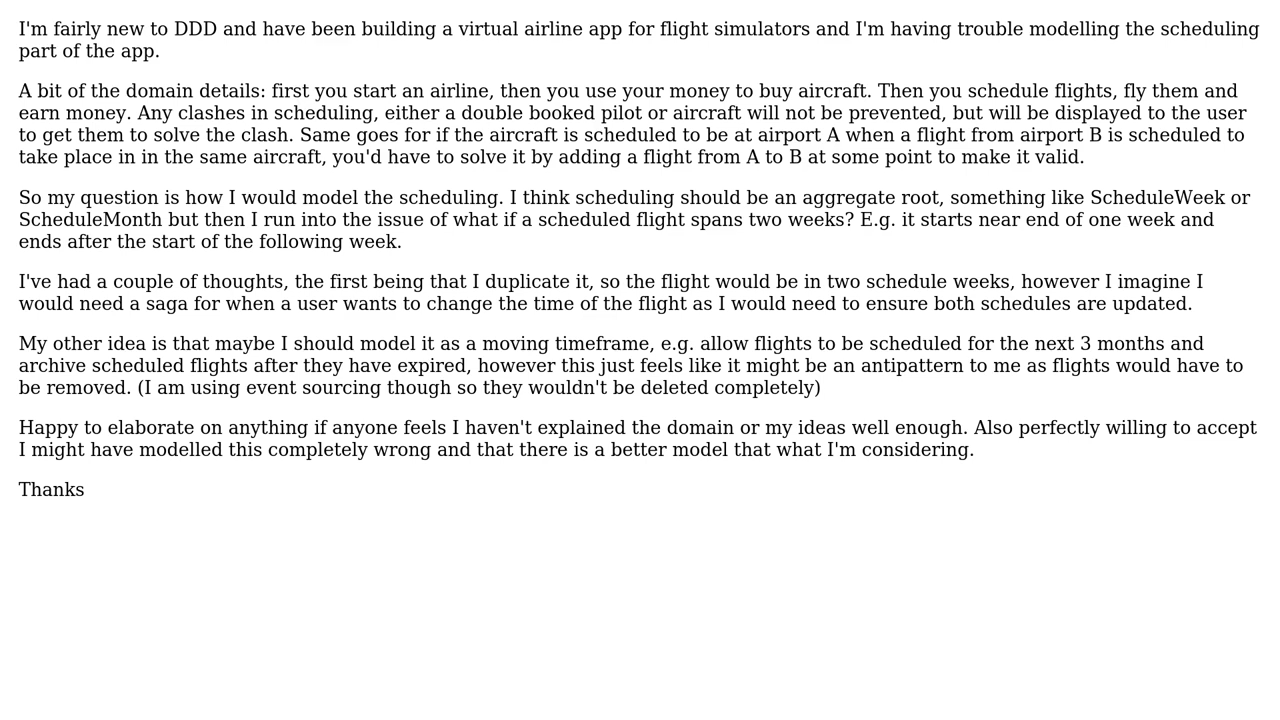 I'm fairly new to DDD and have been building a virtual airline app for flight simulators and I'm having trouble modelling the scheduling
part of the app.
A bit of the domain details: first you start an airline, then you use your money to buy aircraft. Then you schedule flights, fly them and
earn money. Any clashes in scheduling, either a double booked pilot or aircraft will not be prevented, but will be displayed to the user
to get them to solve the clash. Same goes for if the aircraft is scheduled to be at airport A when a flight from airport B is scheduled to
take place in in the same aircraft, you'd have to solve it by adding a flight from A to B at some point to make it valid.
So my question is how I would model the scheduling. I think scheduling should be an aggregate root, something like ScheduleWeek or
ScheduleMonth but then I run into the issue of what if a scheduled flight spans two weeks? E.g. it starts near end of one week and
ends after the start of the following week.
I've had a couple of thoughts, the first being that I duplicate it, so the flight would be in two schedule weeks, however I imagine I
would need a saga for when a user wants to change the time of the flight as I would need to ensure both schedules are updated.
My other idea is that maybe I should model it as a moving timeframe, e.g. allow flights to be scheduled for the next 3 months and
archive scheduled flights after they have expired, however this just feels like it might be an antipattern to me as flights would have to
be removed. (I am using event sourcing though so they wouldn't be deleted completely)
Happy to elaborate on anything if anyone feels I haven't explained the domain or my ideas well enough. Also perfectly willing to accept
I might have modelled this completely wrong and that there is a better model that what I'm considering.
Thanks